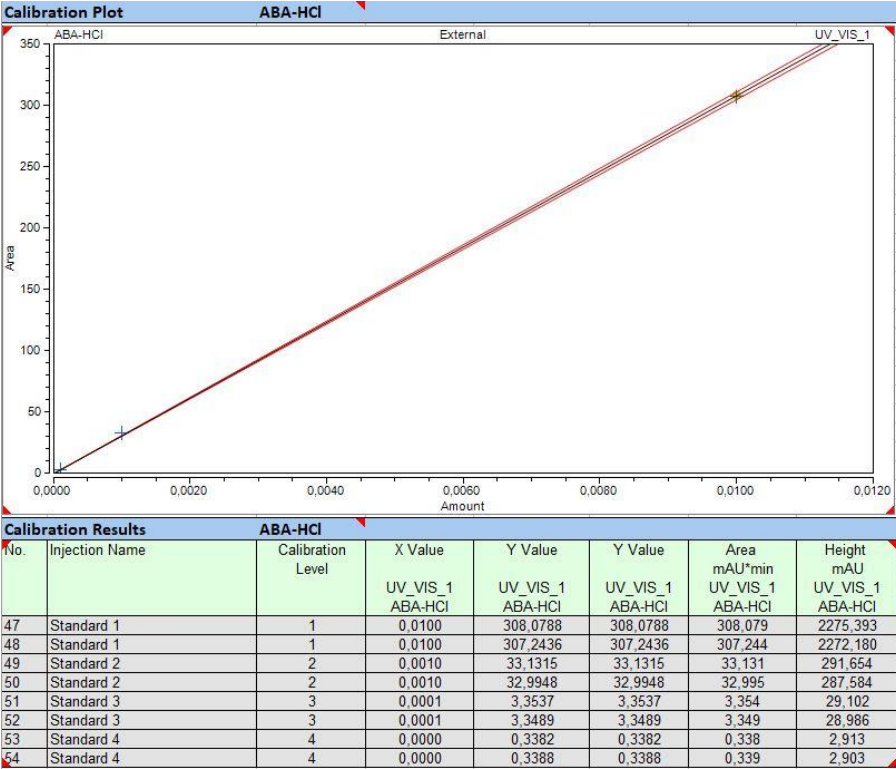 Calibration Plot ABA-HCl
ABA-HCl External UV_VIS_1
350
300
250
200
150
100
50
0
Area
0,0000 0,0020 0,0040 0,0060 0,0080 0,0100 0,0120
Amount
Calibration Results ABA-HCl
No. Injection Name Calibration X Value Y Value Y Value Area Height
Level mAU*min mAU
UV_VIS_1 UV_VIS_1 UV_VIS_1 UV_VIS_1 UV_VIS_1
ABA-HCl ABA-HCl ABA-HCl ABA-HCl ABA-HCl
47 Standard 1 1 0,0100 308,0788 308,0788 308,079 2275,393
48 Standard 1 1 0,0100 307,2436 307,2436 307,244 2272,180
49 Standard 2 2 0,0010 33,1315 33,1315 33,131 291,654
50 Standard 2 2 0,0010 32,9948 32,9948 32,995 287,584
51 Standard 3 3 0,0001 3,3537 3,3537 3,354 29,102
52 Standard 3 3 0,0001 3,3489 3,3489 3,349 28,986
53 Standard 4 4 0,0000 0,3382 0,3382 0,338 2,913
54 Standard 4 4 0,0000 0,3388 0,3388 0,339 2,903